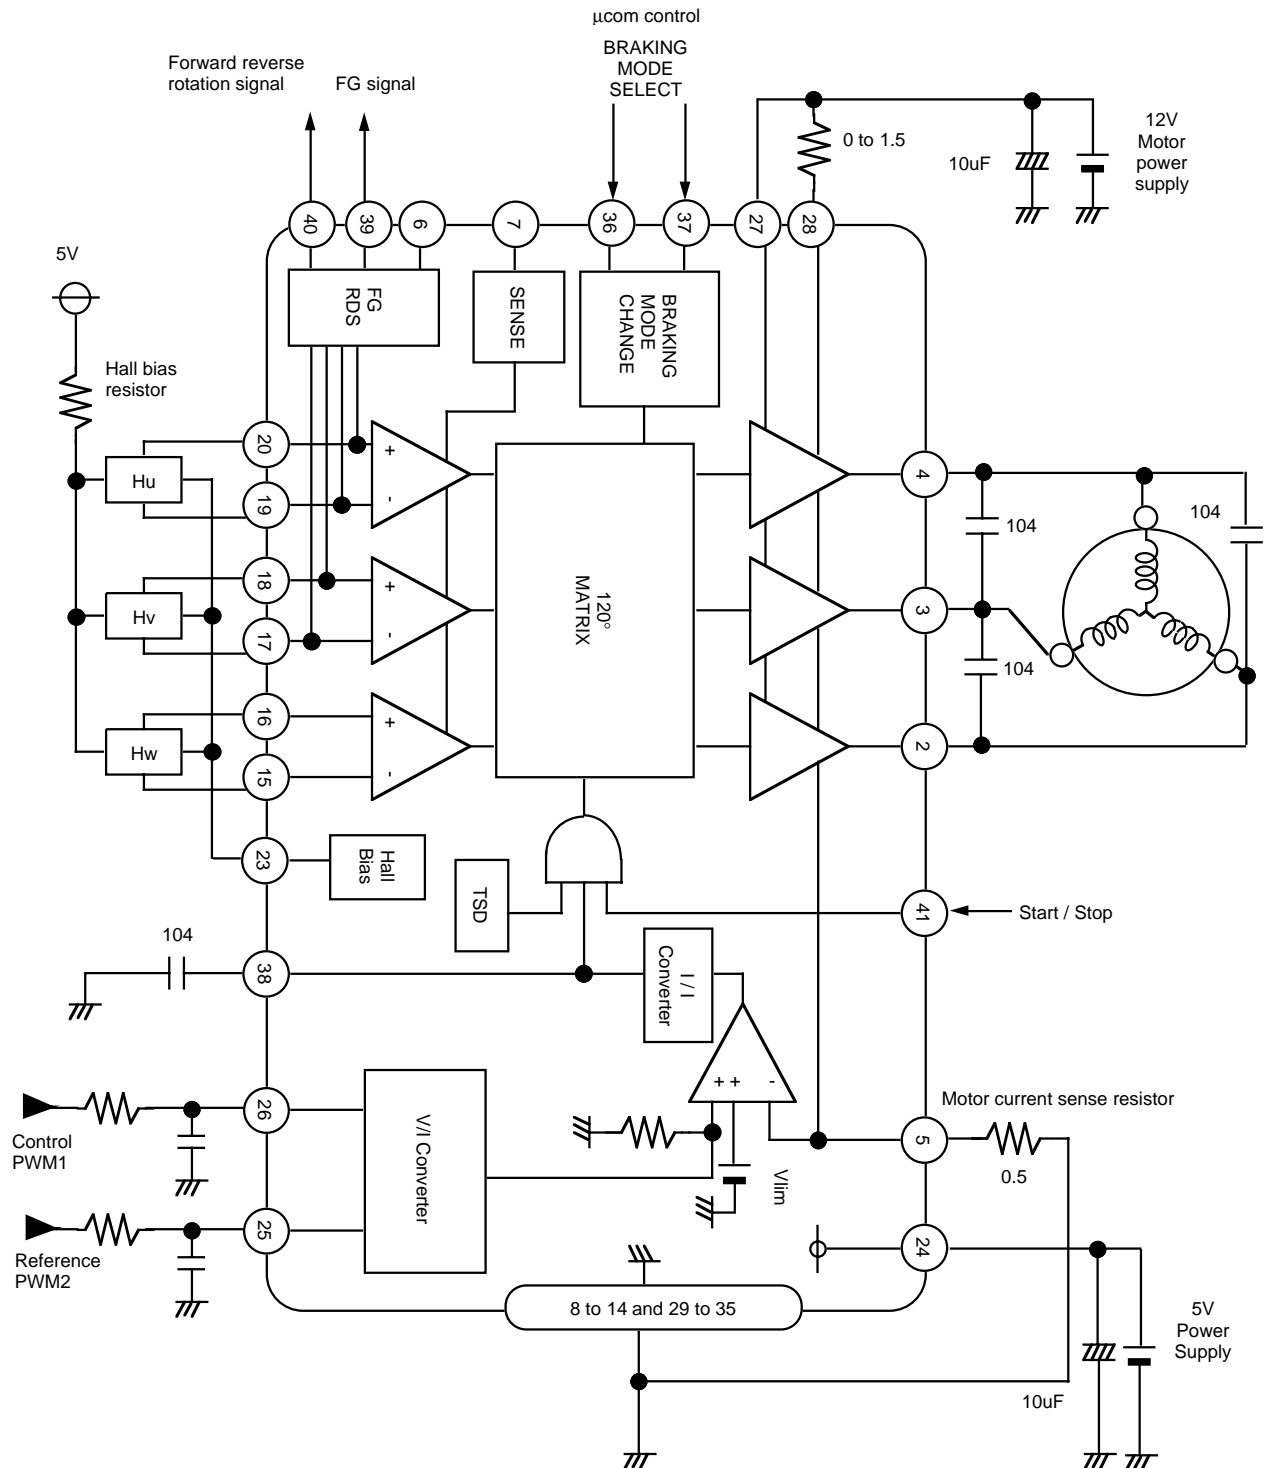 µcom control
BRAKING
MODE
SELECT
Forward reverse
rotation signal
FG signal
12V
Motor
power
supply
0 to 1.5
10uF
40
39
6
7
36
37
27
28
5V
FG
RDS
SENSE
BRAKING
MODE
CHANGE
Hall bias
resistor
20
+
4
Hu
19
-
104
104
18
+
120°
MATRIX
3
Hv
17
-
104
16
+
2
Hw
15
-
23
Hall
Bias
TSD
41
Start / Stop
104
38
I / I
Converter
+ +
-
Motor current sense resistor
26
V/I Converter
5
Control
PWM1
Vlim
0.5
25
24
Reference
PWM2
8 to 14 and 29 to 35
5V
Power
Supply
10uF